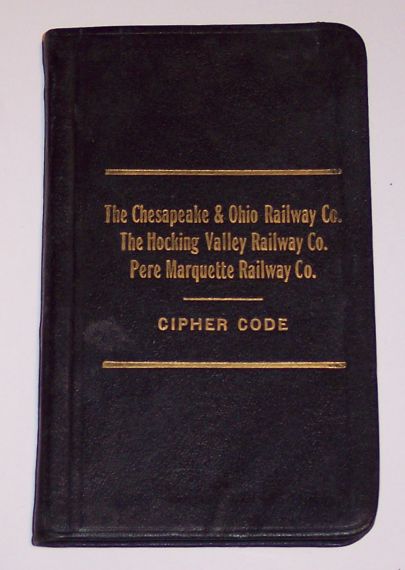 The Chesapeake & Ohio Railway Co.
The Hocking Valley Railway Co.
Pere Marquette Railway Co.
CIPHER CODE